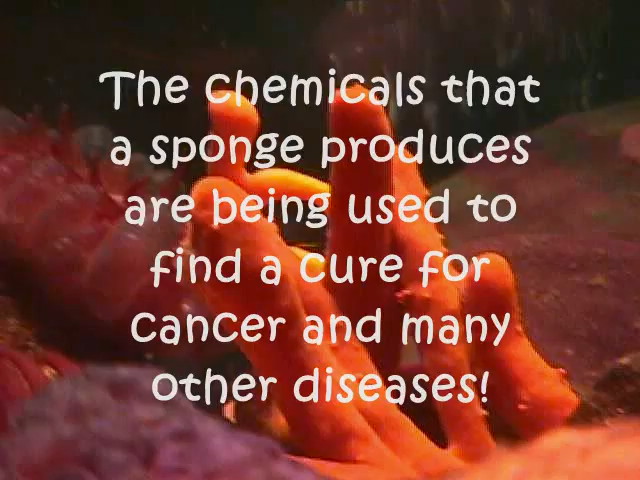 The chemicals that
a sponge produces
are being used to
find a cure for
cancer and many
other diseases!